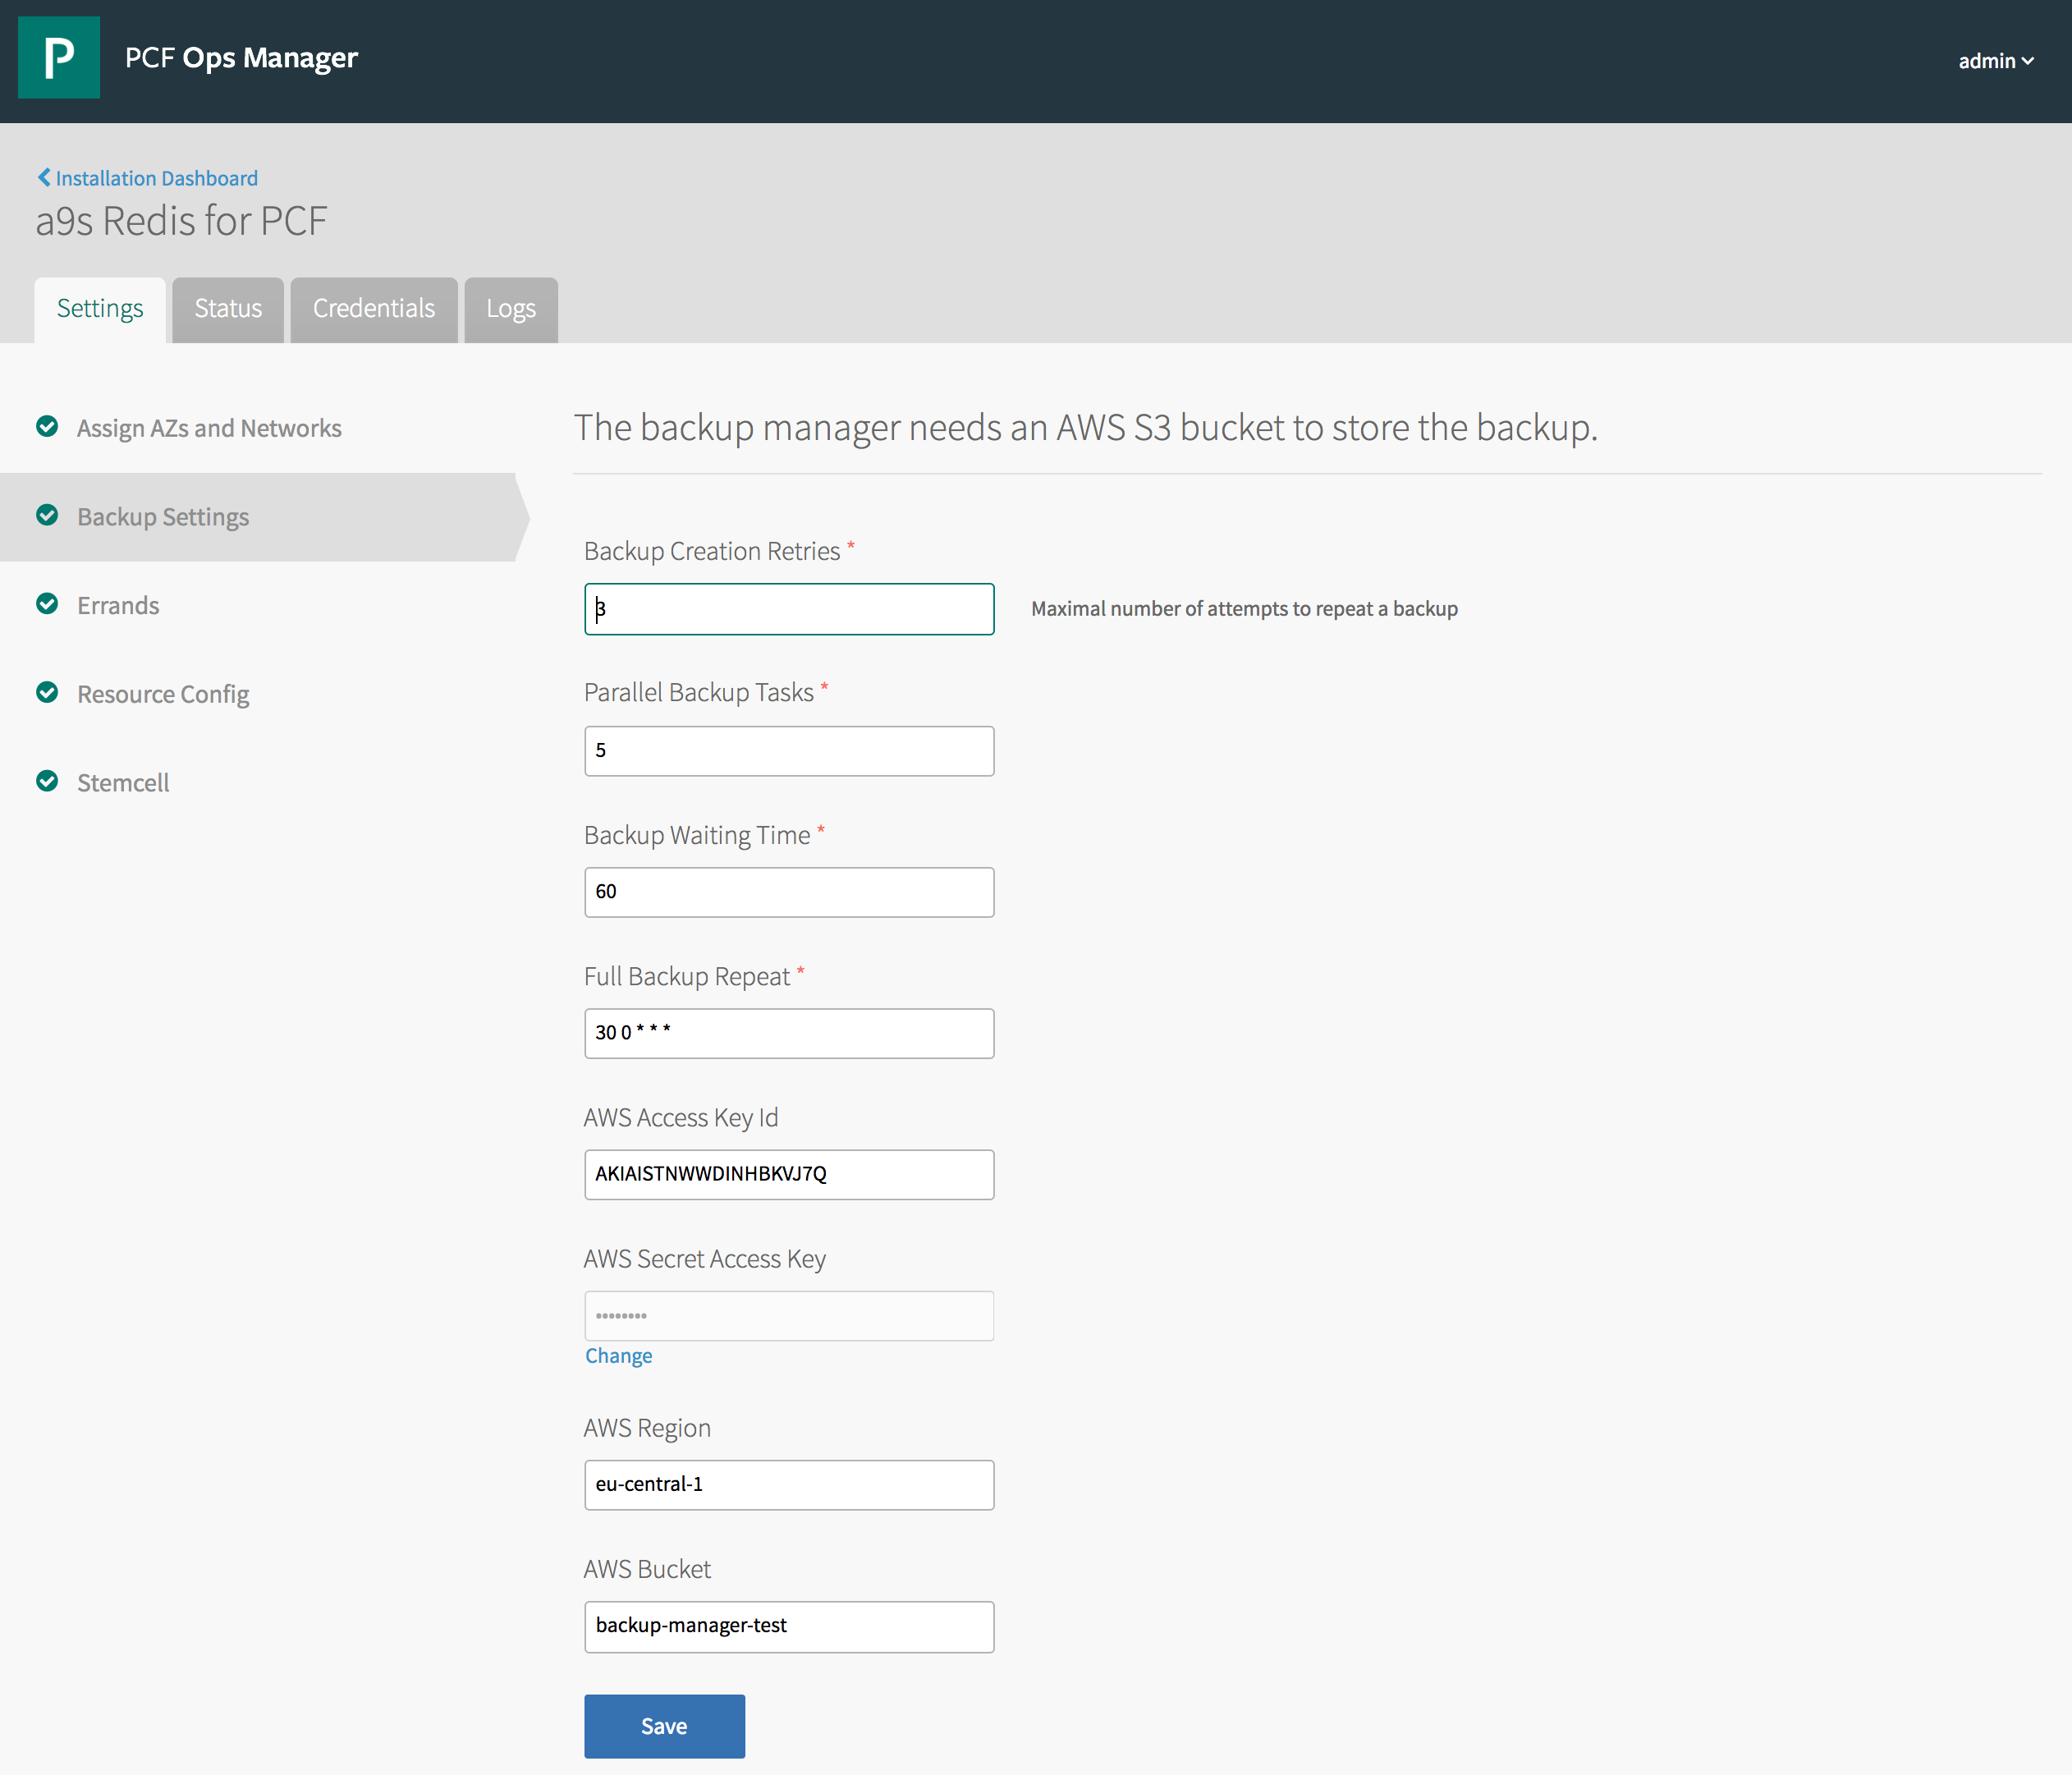 P
PCF Ops Manager
admin
Installation Dashboard
a9s Redis for PCF
Settings
Status
Credentials
Logs
Assign AZs and Networks
Backup Settings
Errands
Resource Config
Stemcell
The backup manager needs an AWS S3 bucket to store the backup.
Backup Creation Retries *
3
Maximal number of attempts to repeat a backup
Parallel Backup Tasks *
5
Backup Waiting Time *
60
Full Backup Repeat *
30 0 * * *
AWS Access Key Id
AKIAISTNWWDINHBKVJ7Q
AWS Secret Access Key
••••••••
Change
AWS Region
eu-central-1
AWS Bucket
backup-manager-test
Save